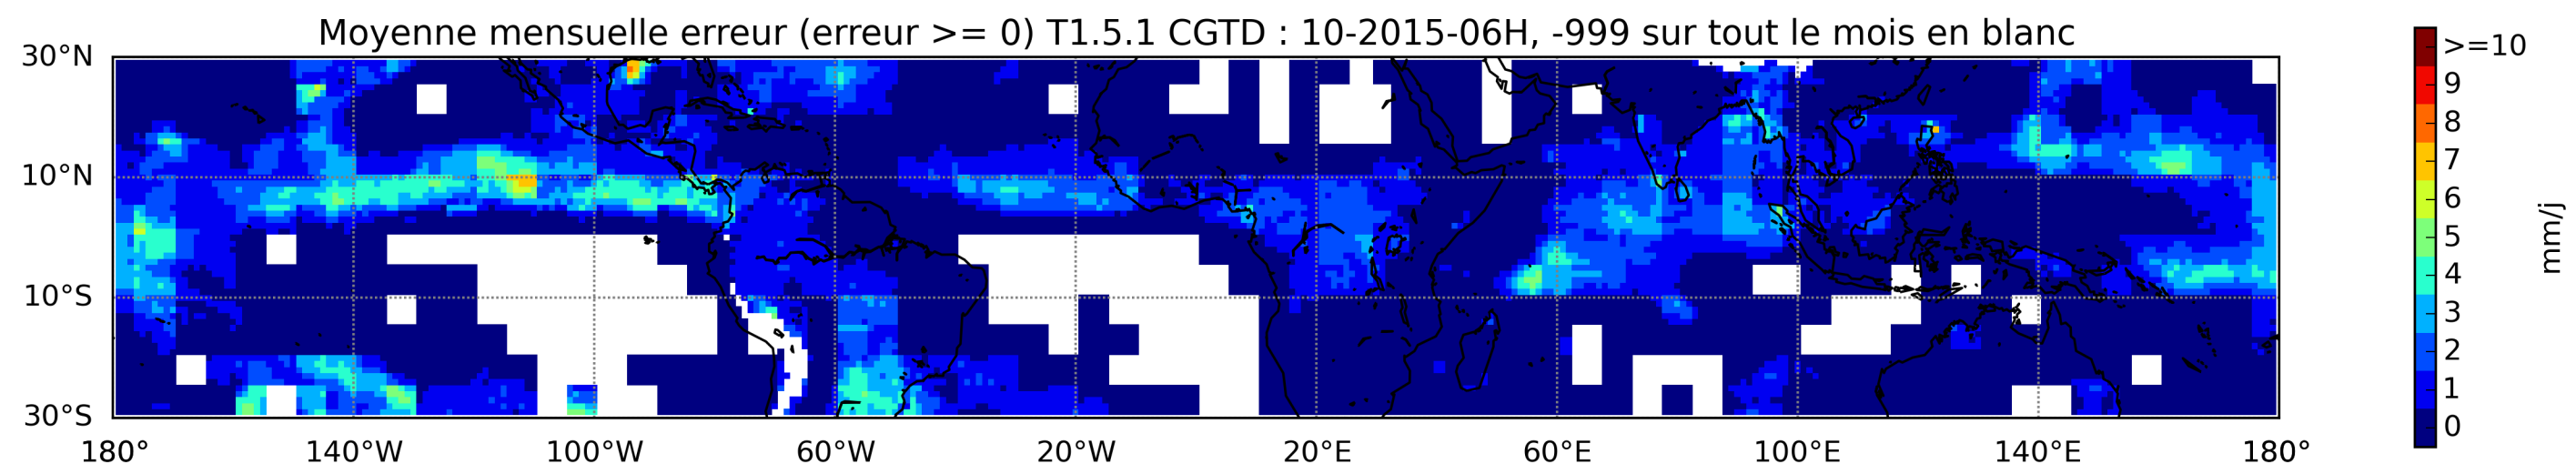 Moyenne mensuelle erreur (erreur >= 0) T1.5.1 CGTD : 10-2015-06H, -999 sur tout le mois en blanc
30°N
10°N
10°S
30°S
180° 140°W 100°W 60°W 20°W 20°E 60°E 100°E 140°E 180°
>=10
9
8
7
6
5
4
3
2
1
0
mm/j